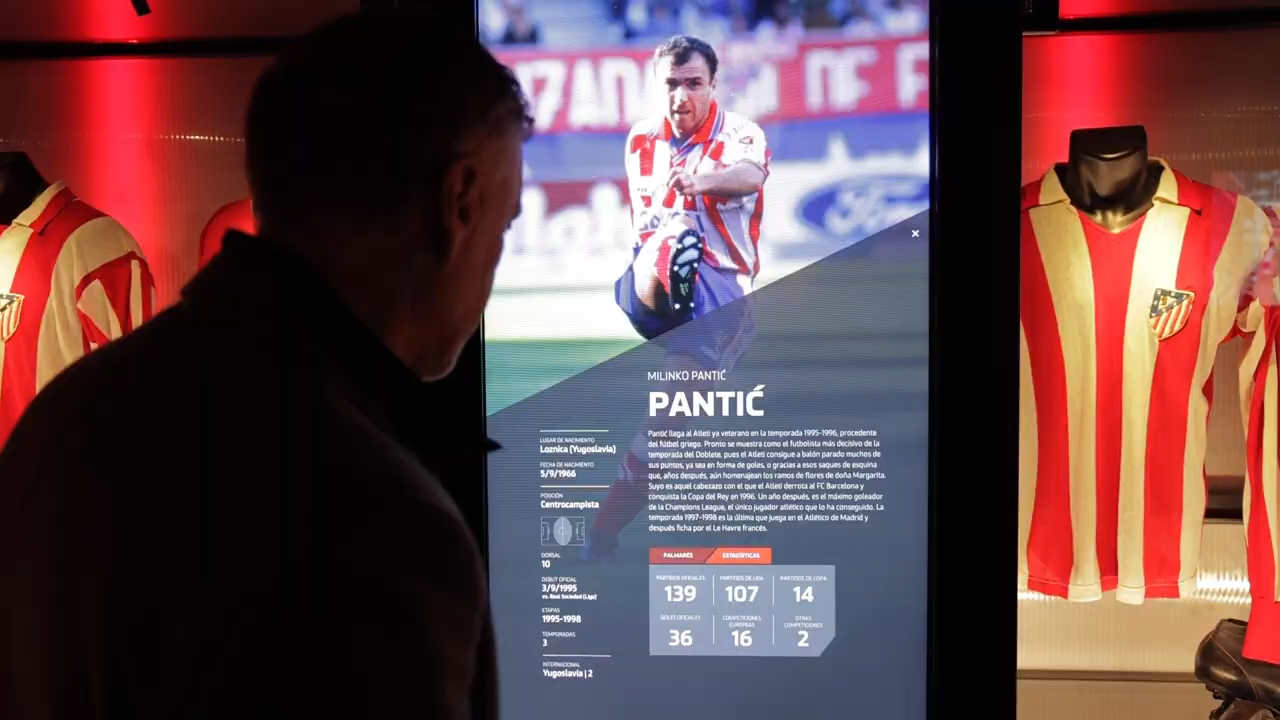 Ford
×
MILINKO PANTIĆ
PANTIĆ
Pantić llega al Atleti ya veterano en la temporada 1995-1996, procedente
del fútbol griego. Pronto se muestra como el futbolista más decisivo de la
temporada del Doblete, pues el Atleti consigue a balón parado muchos de
sus puntos, ya sea en forma de goles, o gracias a esos saques de esquina
que, años después, aún homenajean los ramos de flores de doña Margarita.
Suyo es aquel cabezazo con el que el Atleti derrota al FC Barcelona y
conquista la Copa del Rey en 1996. Un año después, es el máximo goleador
de la Champions League, el único jugador atlético que lo ha conseguido. La
temporada 1997-1998 es la última que juega en el Atlético de Madrid y
después ficha por el Le Havre francés.
LUGAR DE NACIMIENTO
Loznica (Yugoslavia)
FECHA DE NACIMIENTO
5/9/1966
POSICIÓN
Centrocampista
DORSAL
10
DEBUT OFICIAL
3/9/1995
vs. Real Sociedad (Liga)
ETAPAS
1995-1998
TEMPORADAS
3
INTERNACIONAL
Yugoslavia | 2
PALMARÉS ESTADÍSTICAS
PARTIDOS OFICIALES PARTIDOS DE LIGA PARTIDOS DE COPA
139 107 14
GOLES OFICIALES COMPETICIONES EUROPEAS OTRAS COMPETICIONES
36 16 2